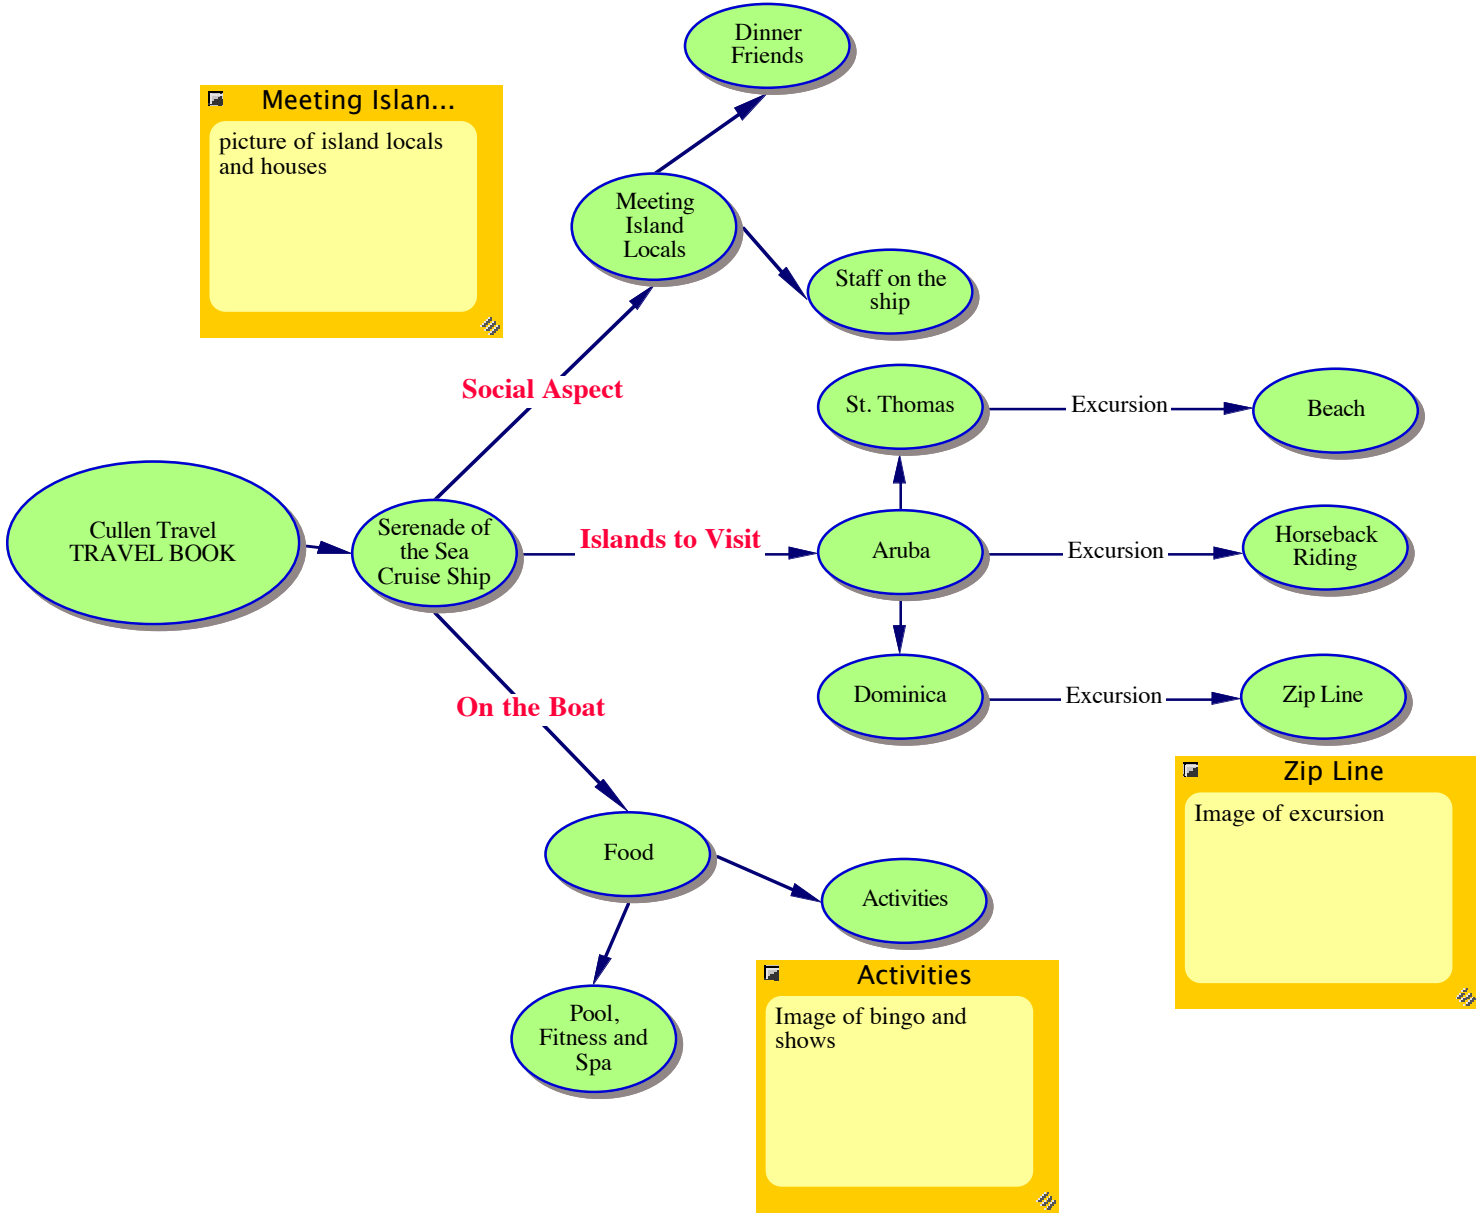 Dinner
Friends
Meeting Islan...
picture of island locals
and houses
Meeting
Island
Locals
Staff on the
ship
Social Aspect
St. Thomas
Excursion
Beach
Cullen Travel
TRAVEL BOOK
Serenade of
the Sea
Cruise Ship
Islands to Visit
Aruba
Excursion
Horseback
Riding
On the Boat
Dominica
Excursion
Zip Line
Zip Line
Image of excursion
Food
Activities
Activities
Image of bingo and
shows
Pool,
Fitness and
Spa